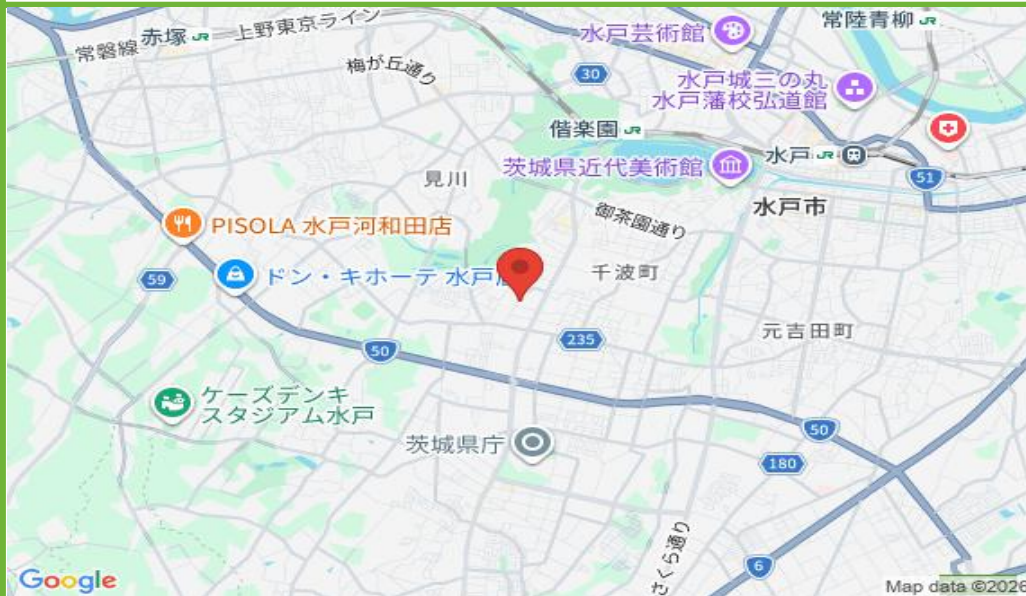 常陸青柳 JR
上野東京ライン
水戸芸術館
赤塚 JR
常磐線
梅が丘通り
30
水戸城三の丸
水戸藩校弘道館
偕楽園 JR
水戸 JR
茨城県近代美術館
51
見川
水戸市
御茶園通り
PISOLA 水戸河和田店
59
ドン・キホーテ 水戸
千波町
元吉田町
235
50
ケーズデンキ
スタジアム水戸
茨城県庁
50
180
さくら通り
6
Google
Map data ©2026